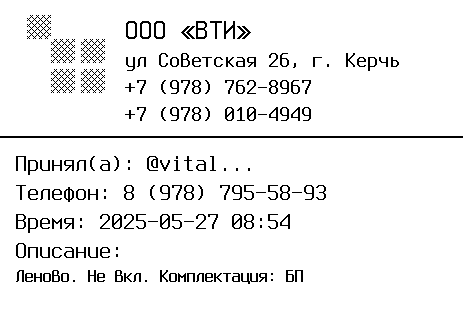 ООО «ВТИ»
ул Советская 26, г. Керчь
+7 (978) 762-8967
+7 (978) 010-4949
Принял(а): @vital...
Телефон: 8 (978) 795-58-93
Время: 2025-05-27 08:54
Описание:
Леново. Не Вкл. Комплектация: БП